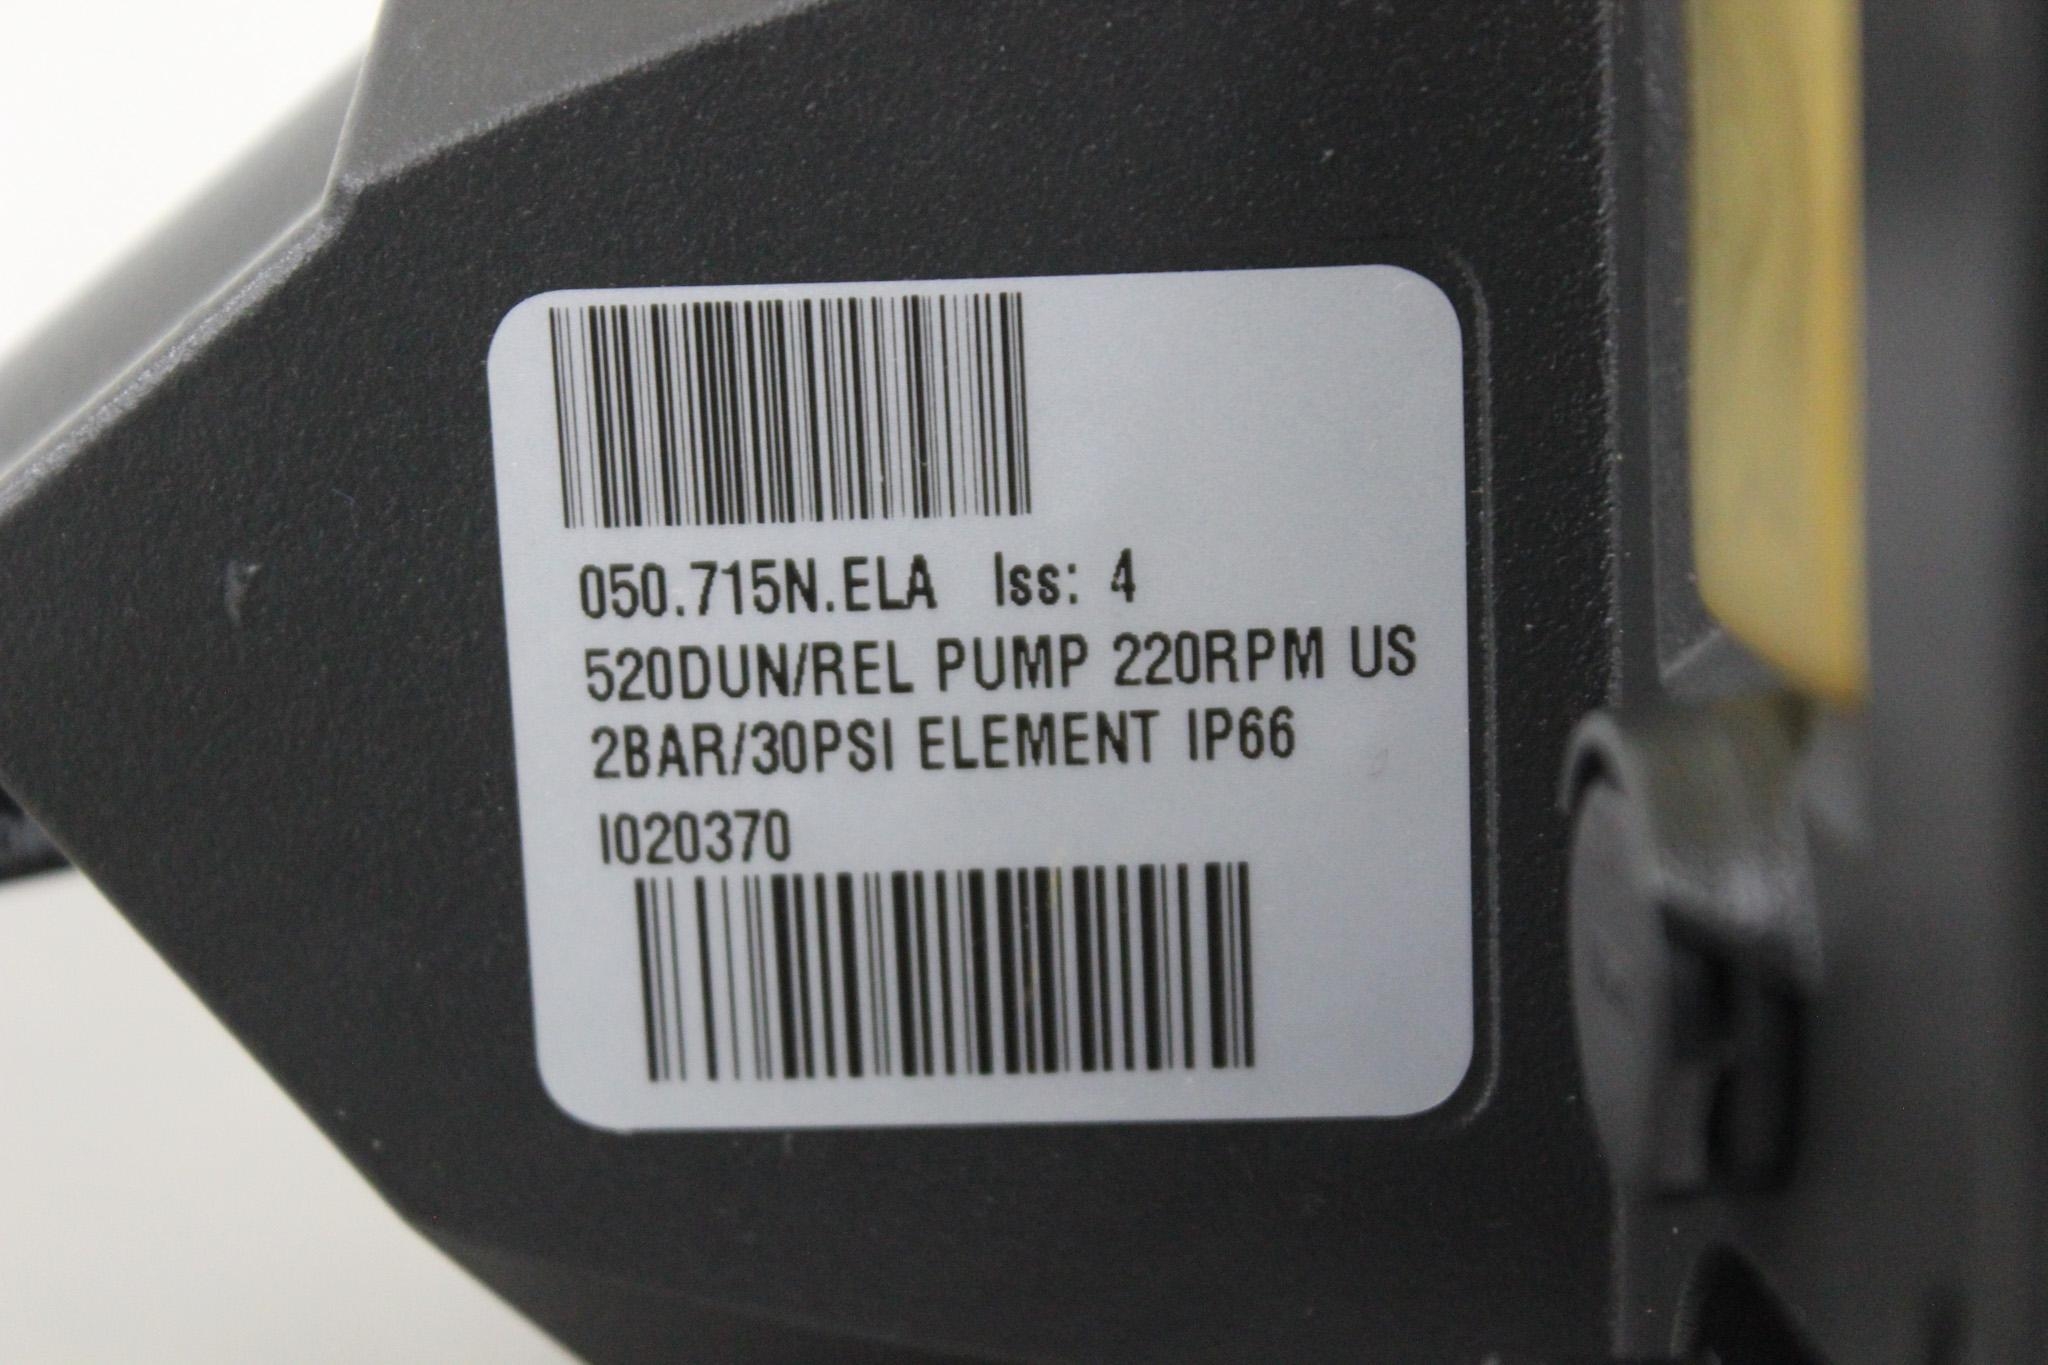 050.715N.ELA Iss: 4
520DUN/REL PUMP 220RPM US
2BAR/30PSI ELEMENT IP66
I020370